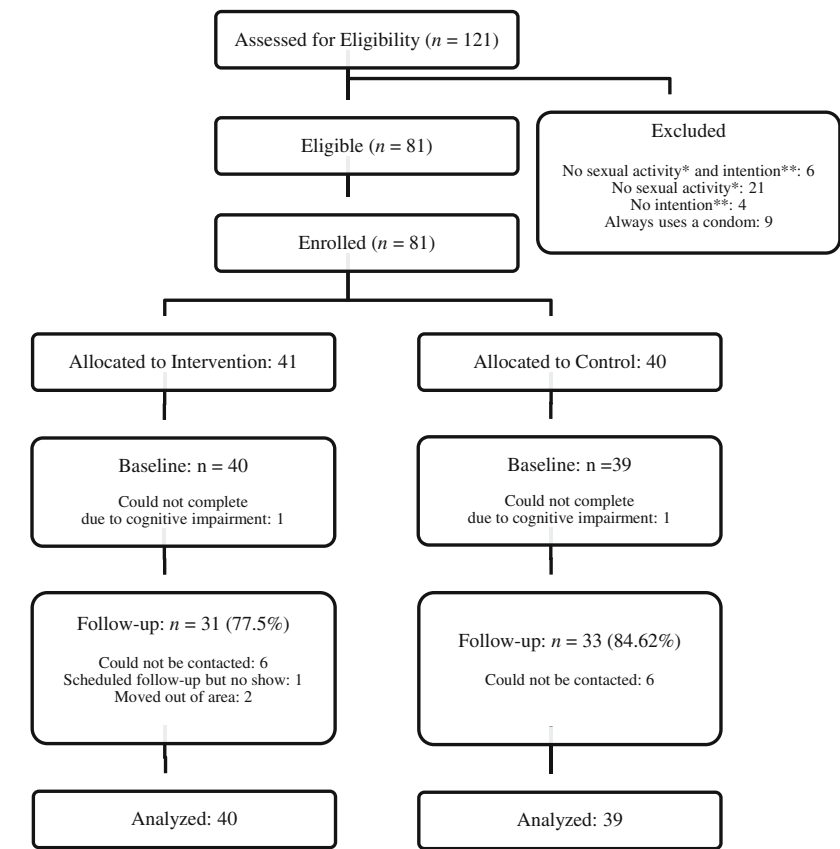 Assessed for Eligibility (n = 121)
Excluded
No sexual activity* and intention**: 6
No sexual activity*: 21
No intention**: 4
Always uses a condom: 9
Eligible (n = 81)
Enrolled (n = 81)
Allocated to Intervention: 41
Allocated to Control: 40
Baseline: n = 40
Could not complete
due to cognitive impairment: 1
Baseline: n =39
Could not complete
due to cognitive impairment: 1
Follow-up: n = 31 (77.5%)
Could not be contacted: 6
Scheduled follow-up but no show: 1
Moved out of area: 2
Follow-up: n = 33 (84.62%)
Could not be contacted: 6
Analyzed: 40
Analyzed: 39